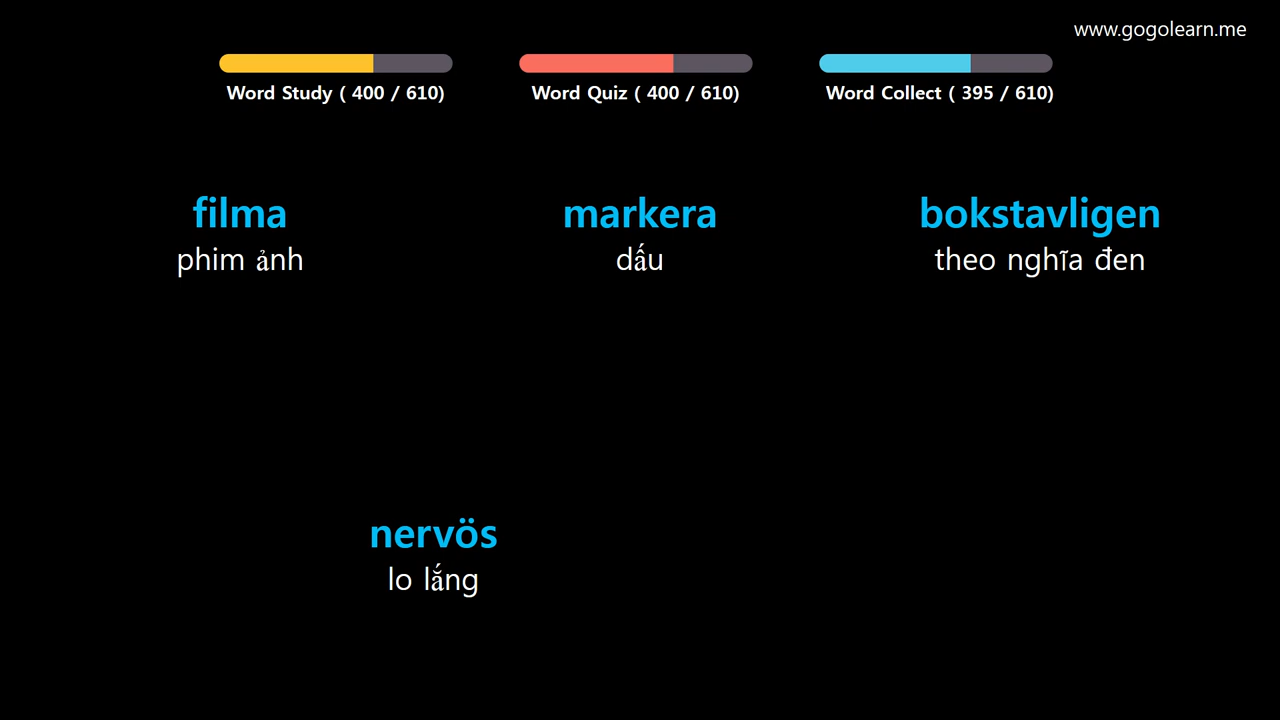 www.gogolearn.me
Word Study ( 400 / 610)
Word Quiz ( 400 / 610)
Word Collect ( 395 / 610)
filma
phim ảnh
markera
dấu
bokstavligen
theo nghĩa đen
nervös
lo lắng